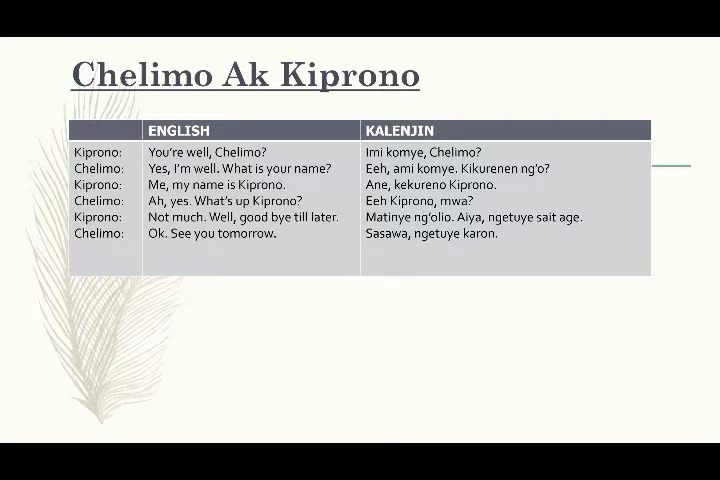 Chelimo Ak Kiprono
ENGLISH KALENJIN
Kiprono: You're well, Chelimo? Imi komye, Chelimo?
Chelimo: Yes, I'm well. What is your name? Eeh, ami komye. Kikurenen ng'o?
Kiprono: Me, my name is Kiprono. Ane, kekureno Kiprono.
Chelimo: Ah, yes. What's up Kiprono? Eeh Kiprono, mwa?
Kiprono: Not much. Well, good bye till later. Matinye ng'olio. Aiya, ngetuye sait age.
Chelimo: Ok. See you tomorrow. Sasawa, ngetuye karon.